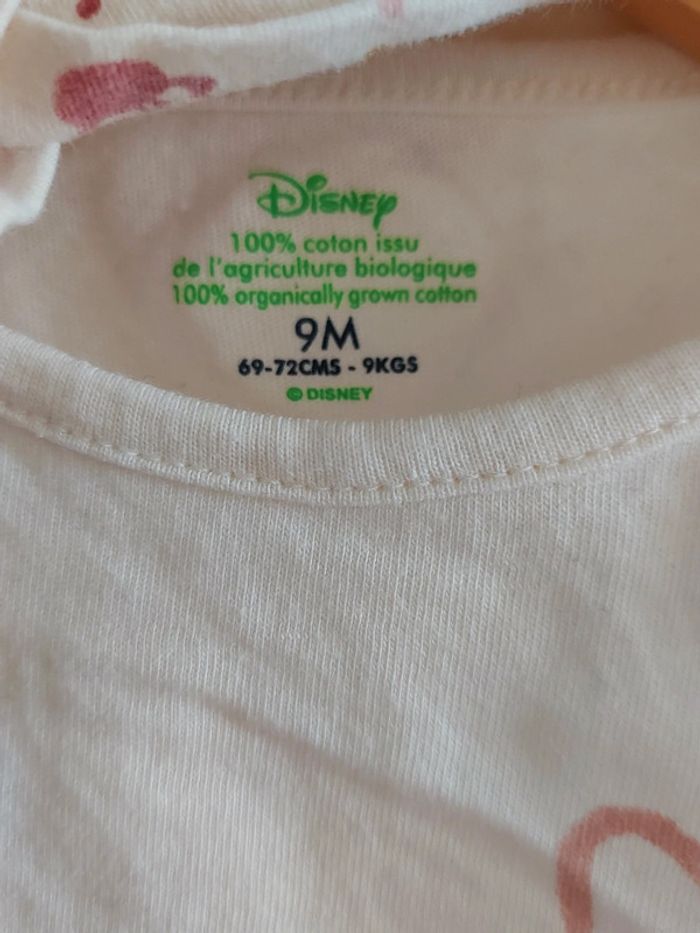 Disney
100% coton issu
de l'agriculture biologique
100% organically grown cotton
9M
69-72CMS - 9KGS
© DISNEY